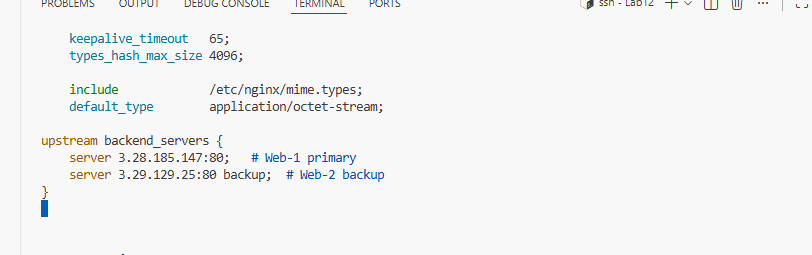 PROBLEMS OUTPUT DEBUG CONSOLE TERMINAL PORTS ssh - Lab12
keepalive_timeout 65;
types_hash_max_size 4096;
include /etc/nginx/mime.types;
default_type application/octet-stream;
upstream backend_servers {
server 3.28.185.147:80; # Web-1 primary
server 3.29.129.25:80 backup; # Web-2 backup
}